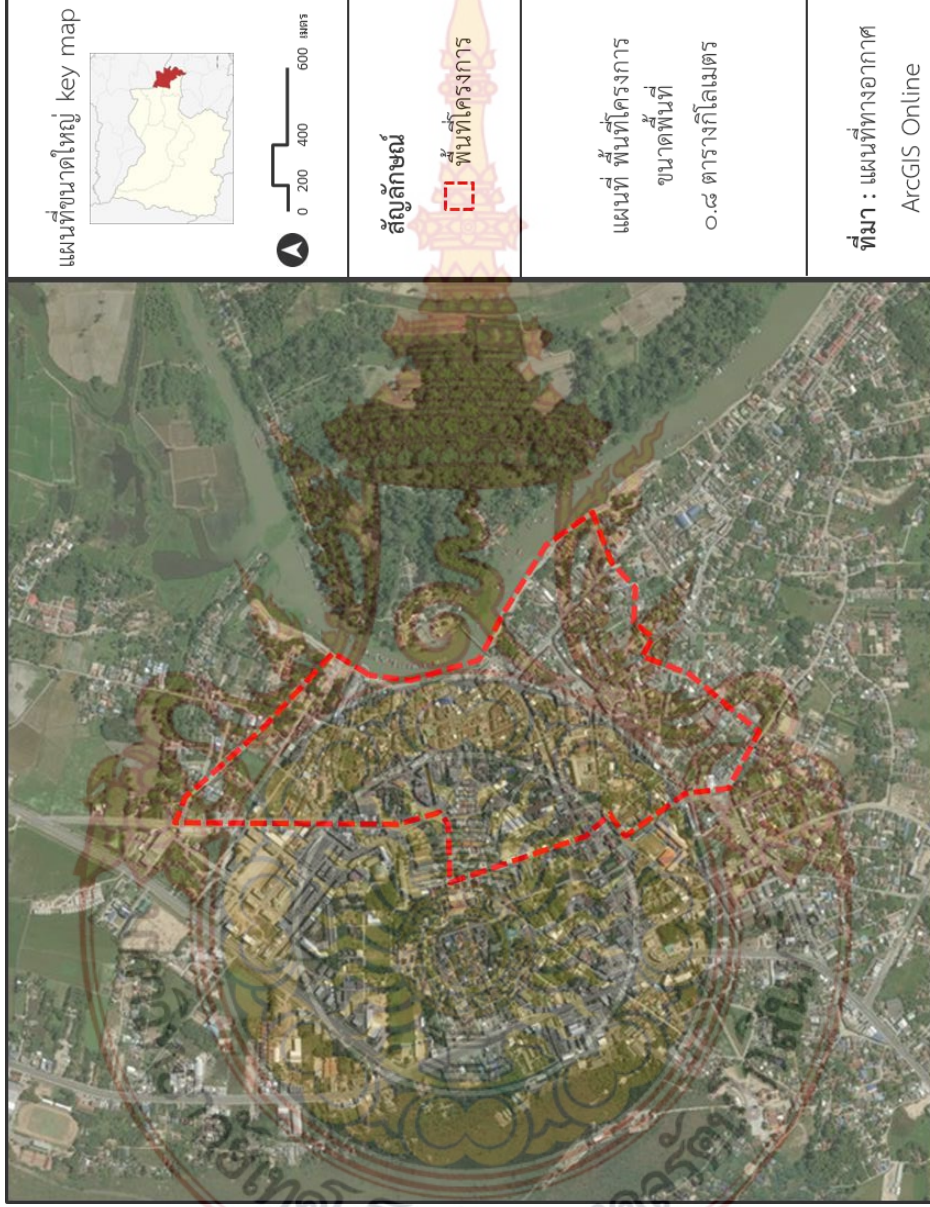 แผนที่ขนาดใหญ่ key map
0 200 400 600 เมตร
สัญลักษณ์
พื้นที่โครงการ
แผนที่ พื้นที่โครงการ
ขนาดพื้นที่
๐.๘ ตารางกิโลเมตร
ที่มา : แผนที่ทางอากาศ
ArcGIS Online